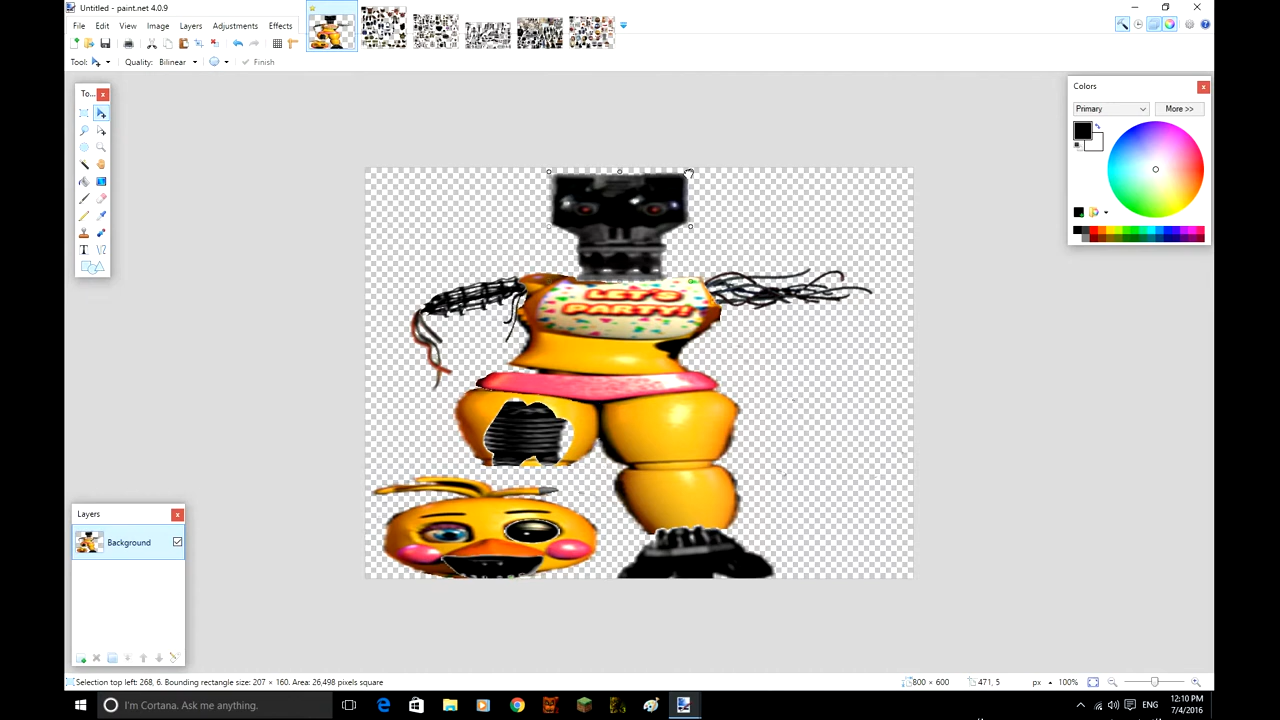 Untitled - paint.net 4.0.9
File Edit View Image Layers Adjustments Effects
Tool: Quality: Bilinear Finish
To...
Colors
Primary More >>
LET'S
PARTY!
Layers
Background
Selection top left: 268, 6. Bounding rectangle size: 207 × 160. Area: 26,498 pixels square
800 × 600
471, 5
px
100%
I'm Cortana. Ask me anything.
ENG
12:10 PM
7/4/2016